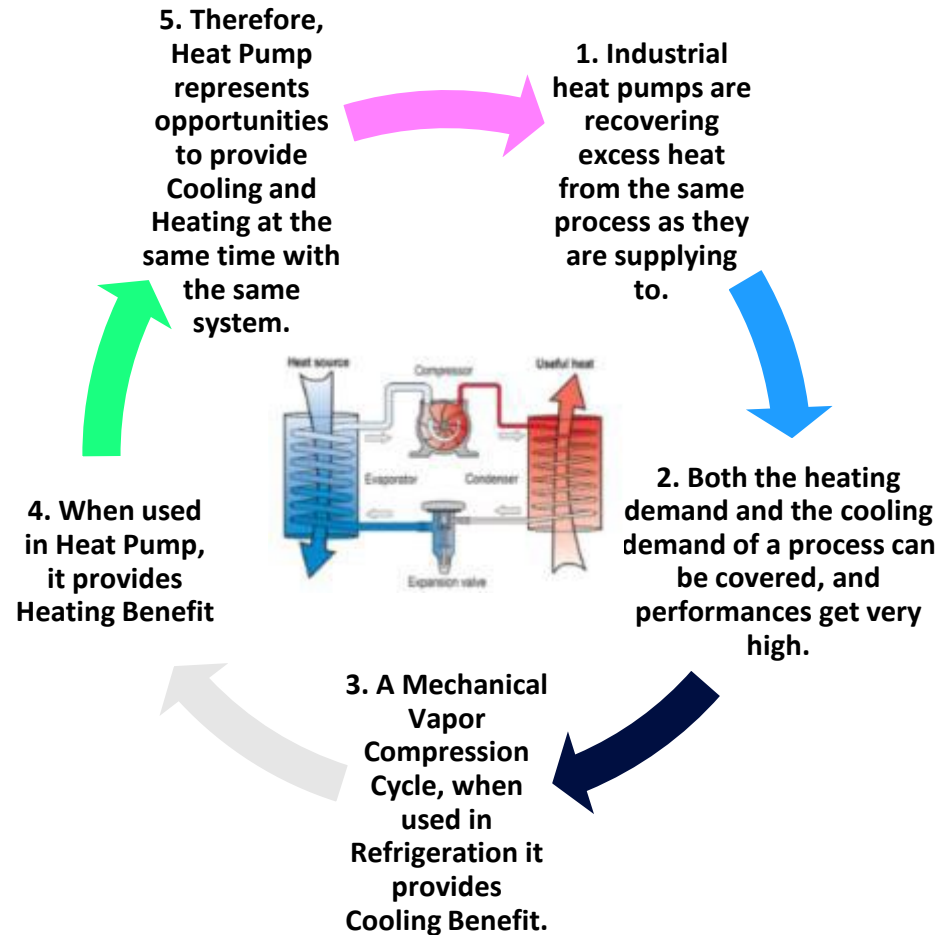 5. Therefore,
Heat Pump
represents
opportunities
to provide
Cooling and
Heating at the
same time with
the same
system.
1. Industrial
heat pumps are
recovering
excess heat
from the same
process as they
are supplying
to.
Heat source
Compressor
Useful heat
Evaporator
Condenser
Expansion valve
2. Both the heating
demand and the cooling
demand of a process can
be covered, and
performances get very
high.
4. When used
in Heat Pump,
it provides
Heating Benefit
3. A Mechanical
Vapor
Compression
Cycle, when
used in
Refrigeration it
provides
Cooling Benefit.